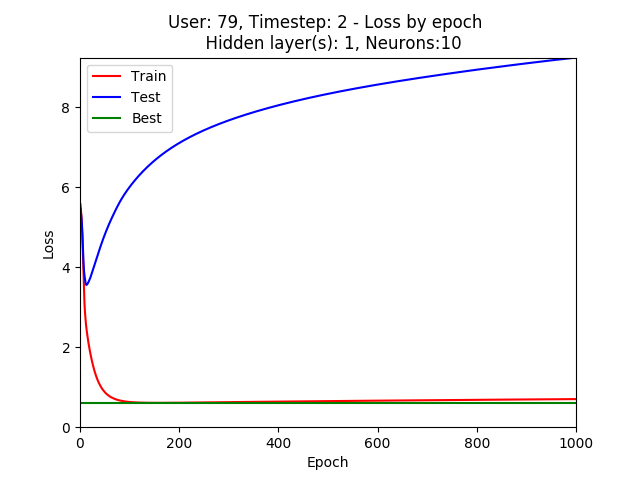 User: 79, Timestep: 2 - Loss by epoch
Hidden layer(s): 1, Neurons:10
Train
Test
Best
8
6
4
2
0
Loss
0 200 400 600 800 1000
Epoch